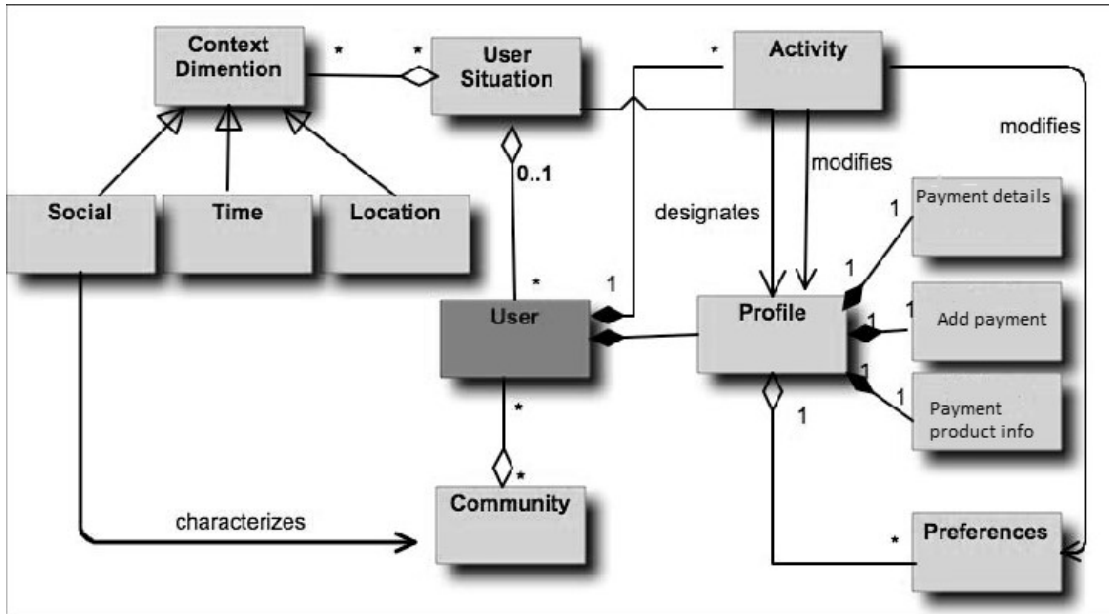 Context
Dimention
*
*
User
Situation
*
Activity
modifies
0..1
modifies
Social
Time
Location
designates
1
Payment details
1
*
1
User
Profile
1
1
Add payment
1
1
1
Payment
product info
*
*
Community
characterizes
*
Preferences